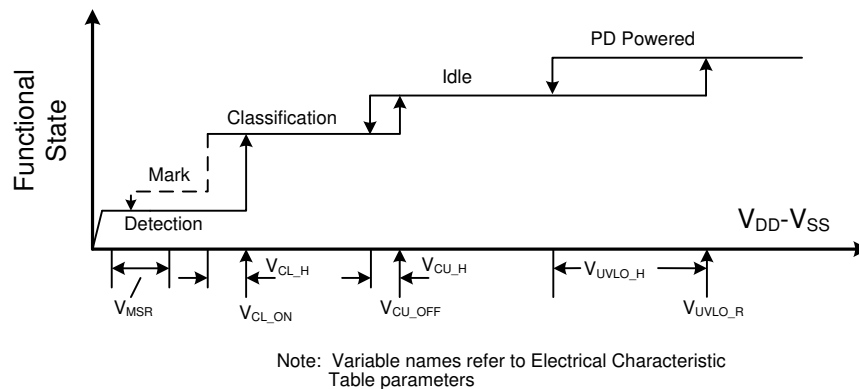 Functional
State
PD Powered
Idle
Classification
Mark
Detection
VDD-VSS
VCL_H
VCU_H
VUVLO_H
VMSR
VCL_ON
VCU_OFF
VUVLO_R
Note: Variable names refer to Electrical Characteristic
Table parameters